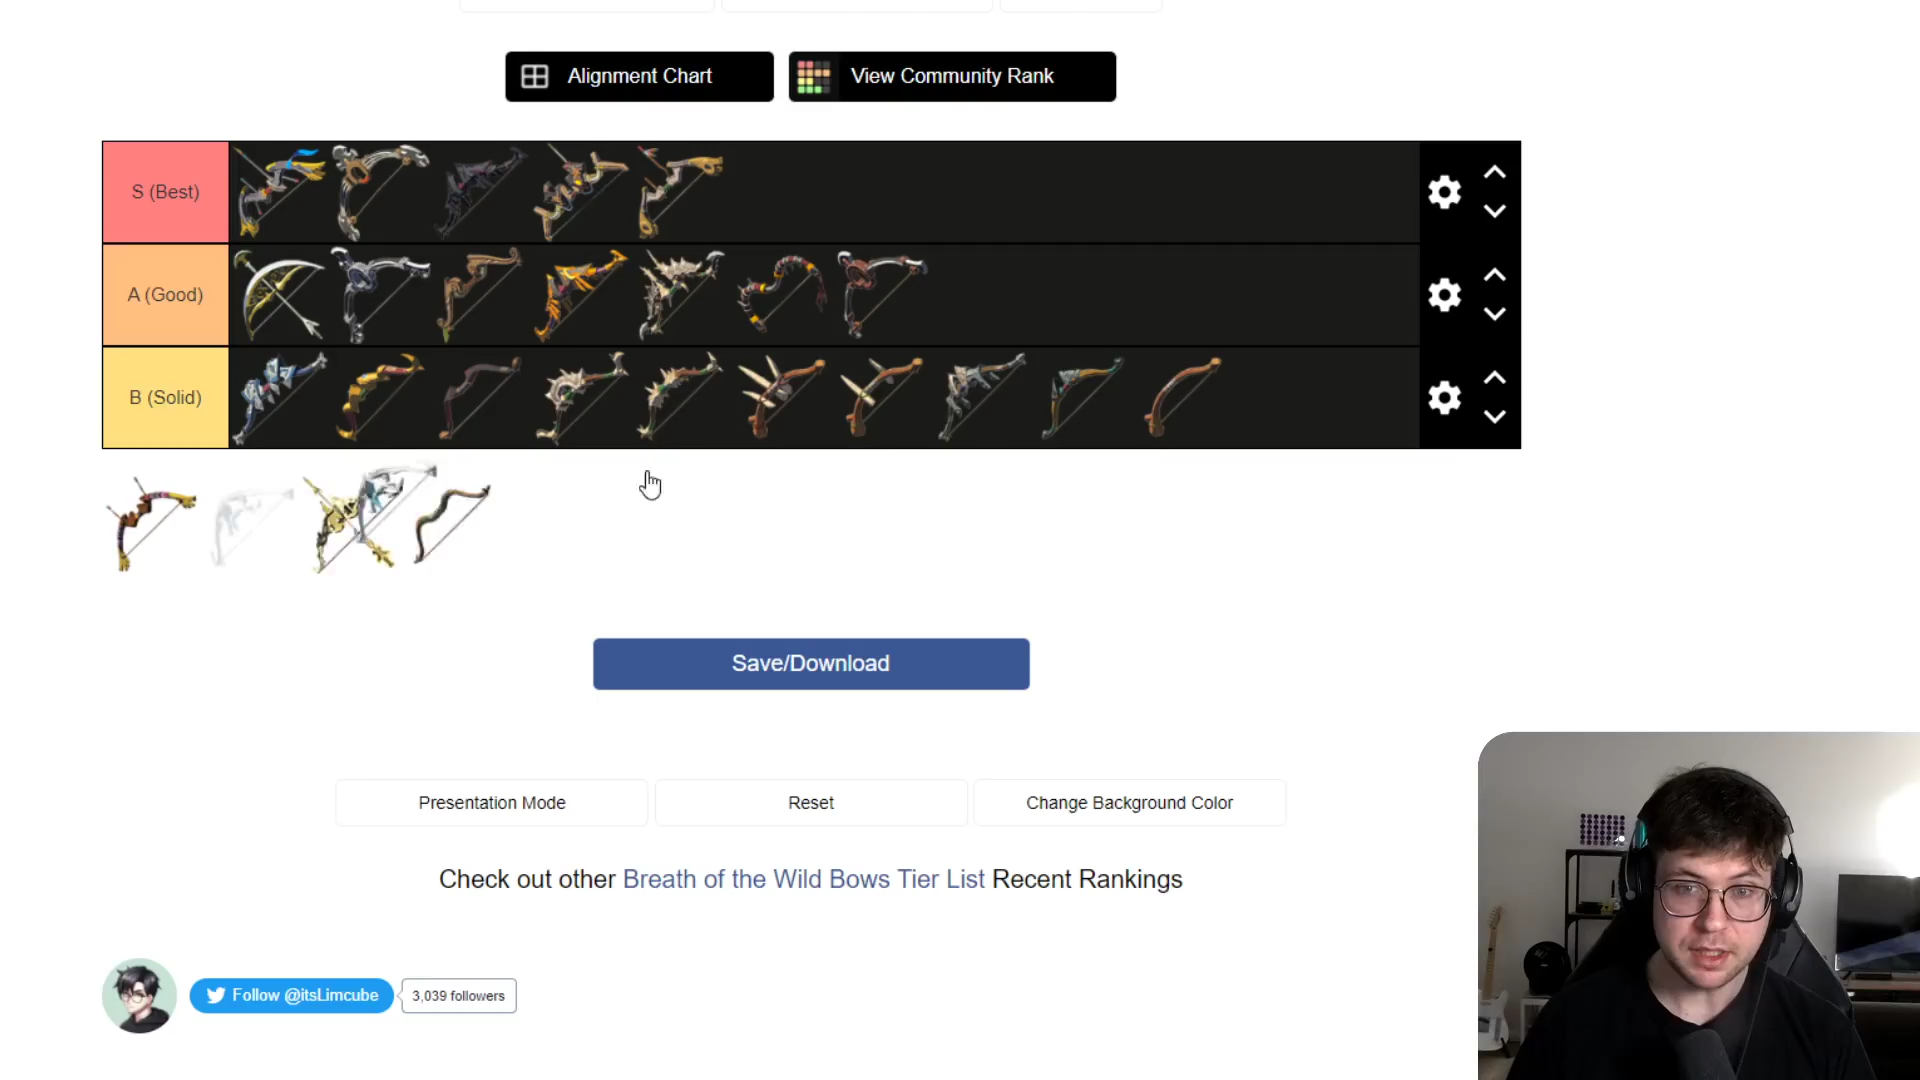 Alignment Chart
View Community Rank
S (Best)
A (Good)
B (Solid)
Save/Download
Presentation Mode
Reset
Change Background Color
Check out other Breath of the Wild Bows Tier List Recent Rankings
Follow @itsLimcube
3,039 followers